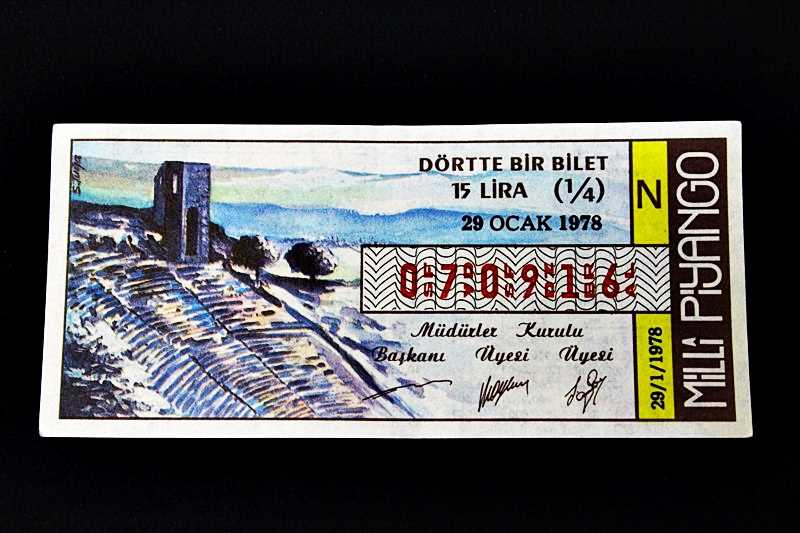 DÖRTTE BİR BİLET
15 LİRA (¼)
29 OCAK 1978
070916
Müdürler Kurulu
Başkanı Üyesi Üyesi
N
29/1/1978
MİLLÎ PİYANGO